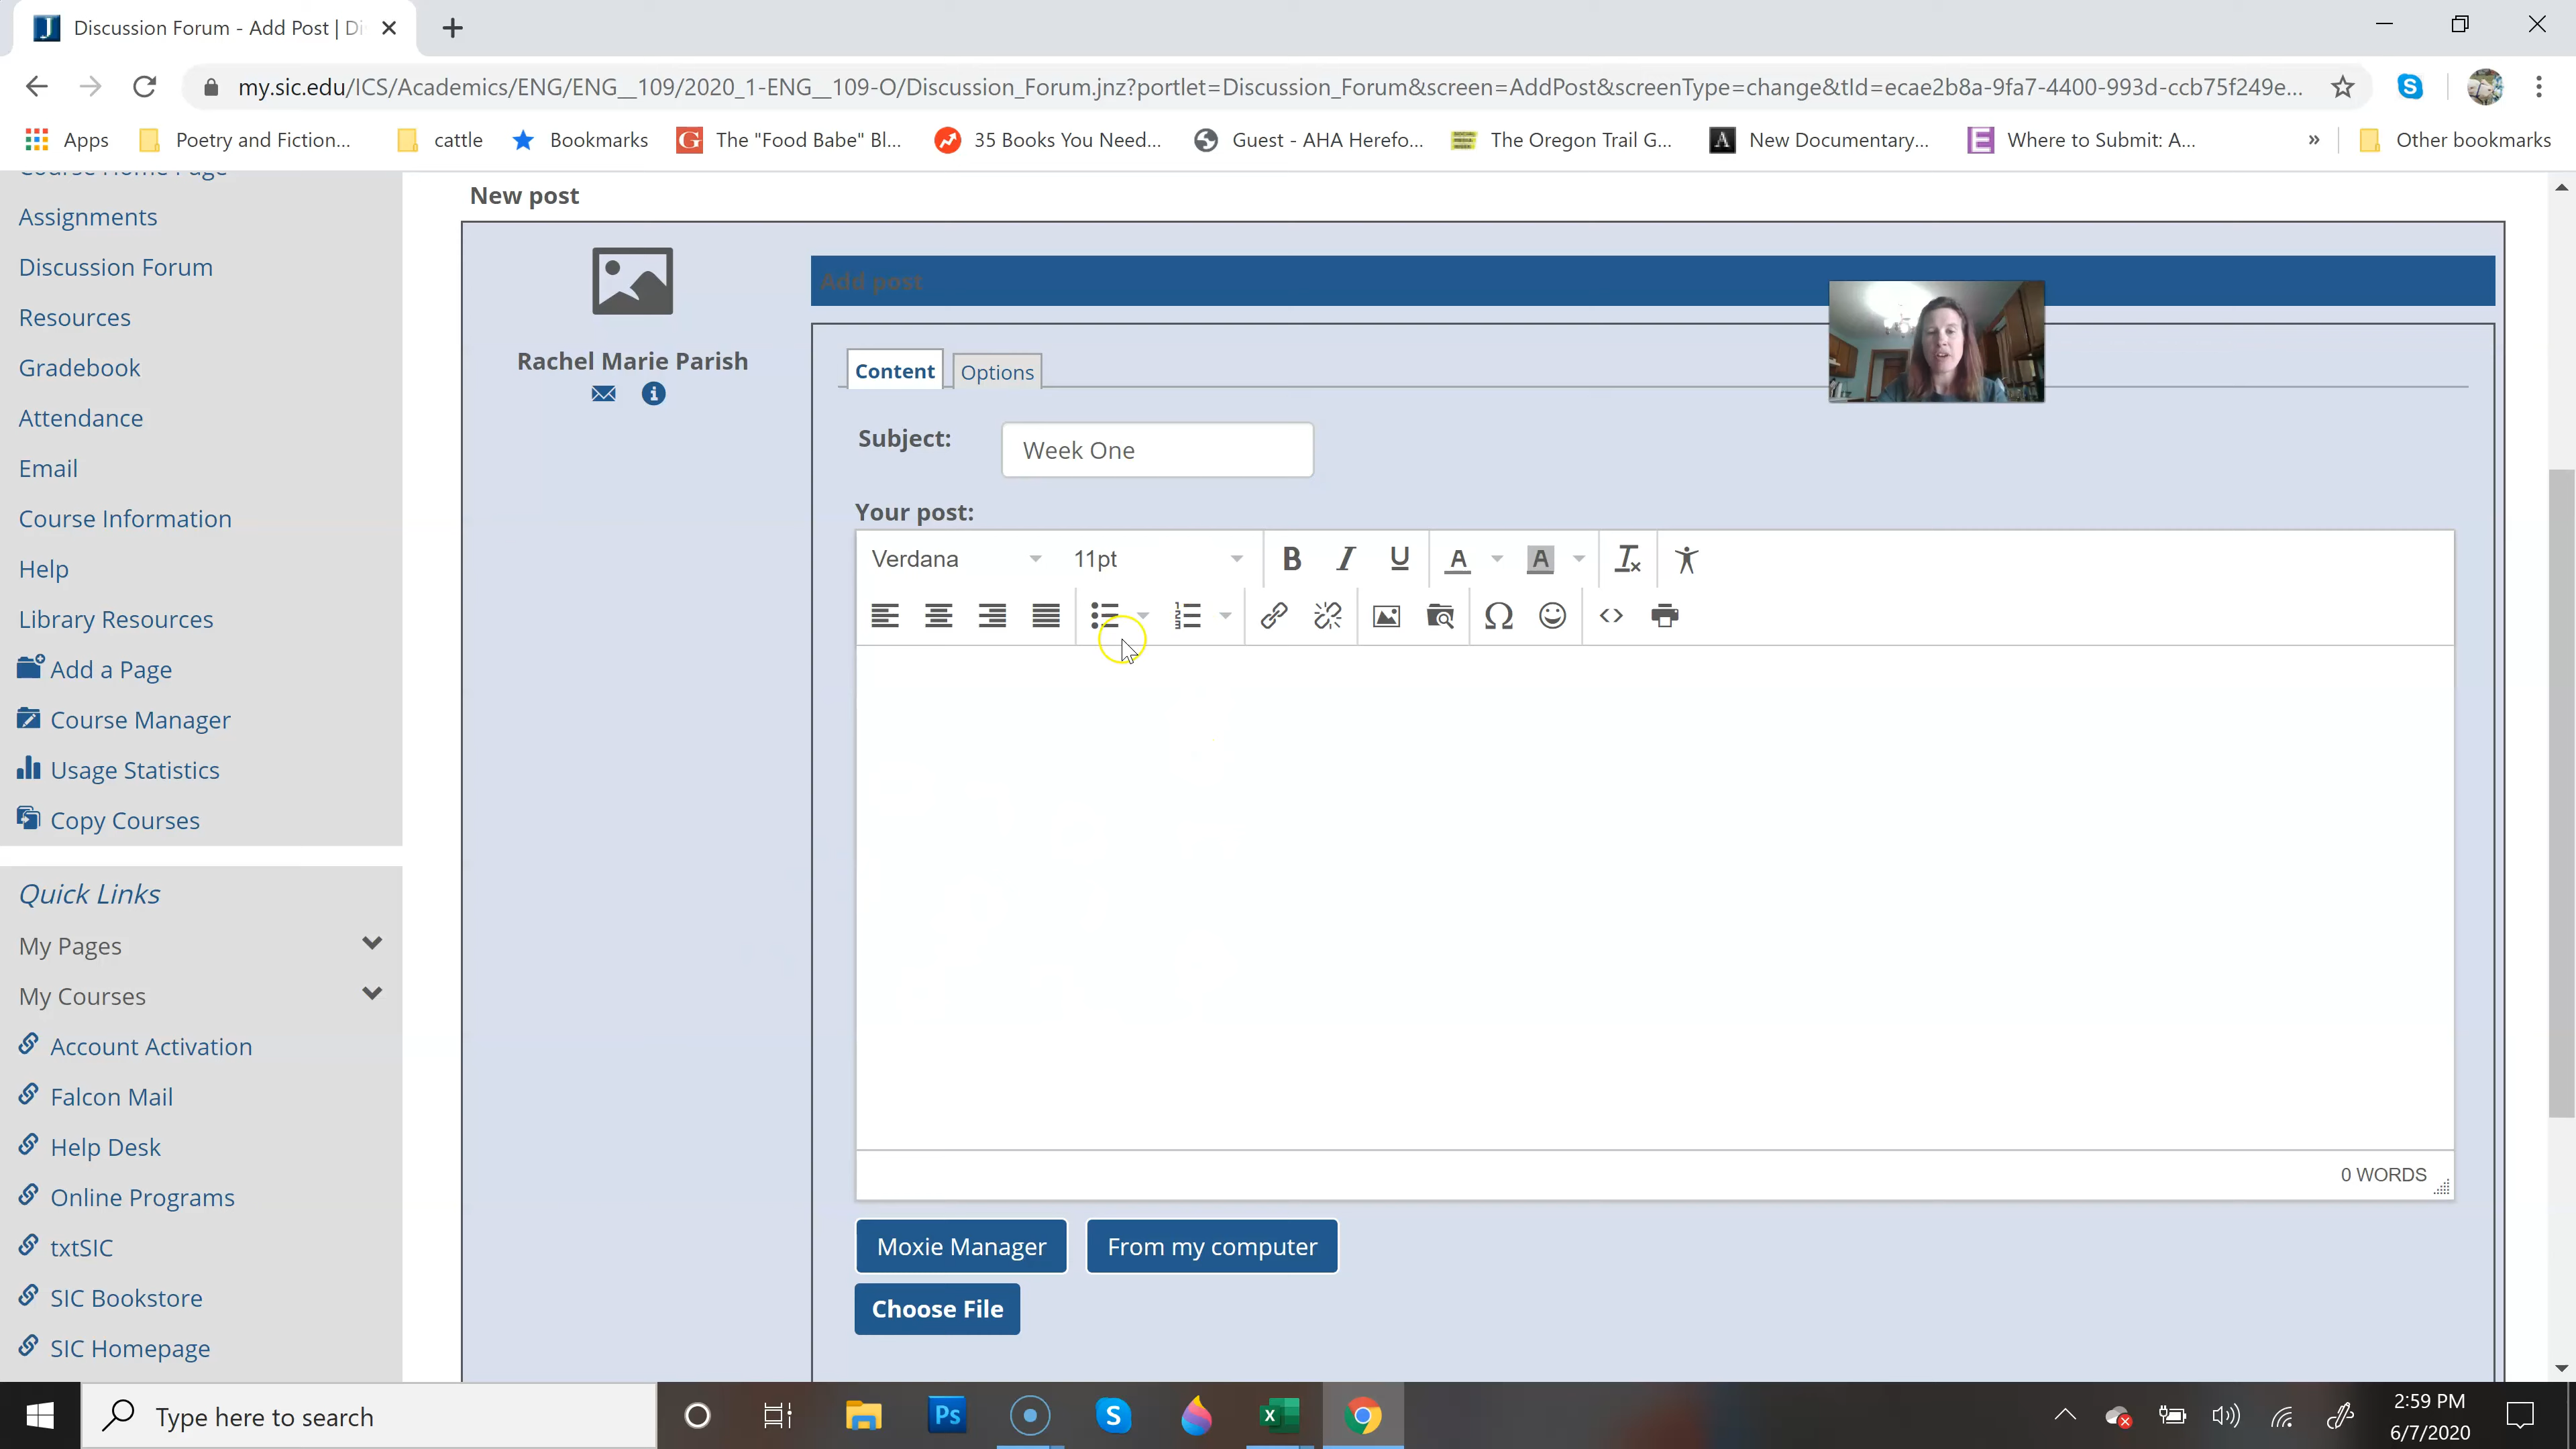 Discussion Forum - Add Post | Di
my.sic.edu/ICS/Academics/ENG/ENG__109/2020_1-ENG__109-O/Discussion_Forum.jnz?portlet=Discussion_Forum&screen=AddPost&screenType=change&tId=ecae2b8a-9fa7-4400-993d-ccb75f249e...
Apps
Poetry and Fiction...
cattle
Bookmarks
The "Food Babe" Bl...
35 Books You Need...
Guest - AHA Herefo...
The Oregon Trail G...
New Documentary...
Where to Submit: A...
»
Other bookmarks
Course Home Page
Assignments
Discussion Forum
Resources
Gradebook
Attendance
Email
Course Information
Help
Library Resources
Add a Page
Course Manager
Usage Statistics
Copy Courses
Quick Links
My Pages
My Courses
Account Activation
Falcon Mail
Help Desk
Online Programs
txtSIC
SIC Bookstore
SIC Homepage
New post
Rachel Marie Parish
Add post
Content
Options
Subject:
Week One
Your post:
Verdana
11pt
0 WORDS
Moxie Manager
From my computer
Choose File
Type here to search
2:59 PM
6/7/2020